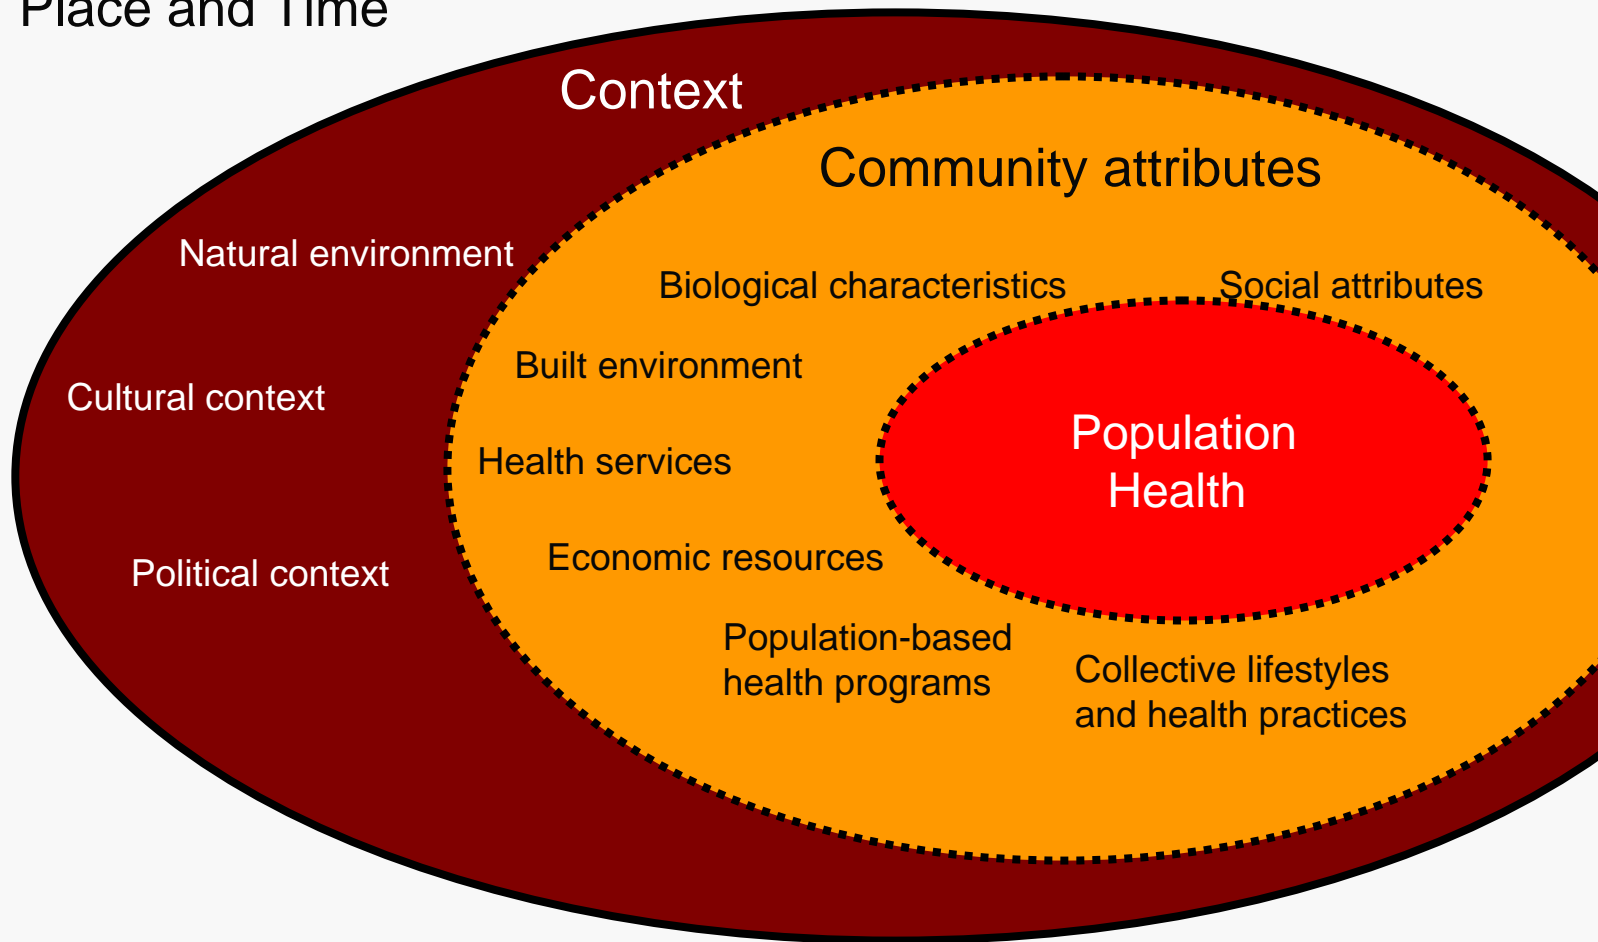 Place and Time
Context
Community attributes
Natural environment
Biological characteristics
Social attributes
Built environment
Cultural context
Population
Health
Health services
Economic resources
Political context
Population-based
health programs
Collective lifestyles
and health practices